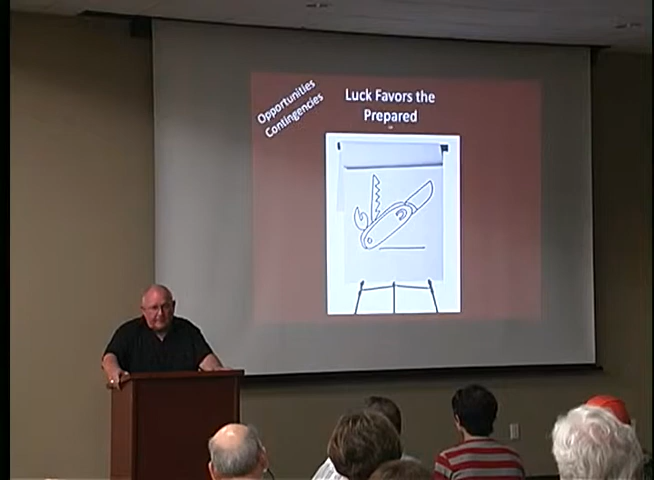 Opportunities
Contingencies
Luck Favors the
Prepared